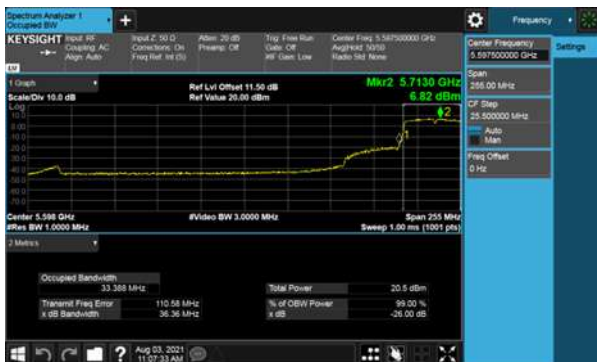 Spectrum Analyzer 1
Occupied BW
Frequency
KEYSIGHT Input: RF
Coupling: AC
Align: Auto
Input Z: 50 Ω
Corrections: On
Freq Ref: Int (S)
Atten: 20 dB
Preamp: Off
Trig: Free Run
Gate: Off
#IF Gain: Low
Center Freq: 5.597500000 GHz
Avg|Hold: 50/50
Radio Std: None
Center Frequency
5.597500000 GHz
Settings
Span
255.00 MHz
CF Step
25.500000 MHz
Auto
Man
Freq Offset
0 Hz
1 Graph
Scale/Div 10.0 dB
Ref Lvl Offset 11.50 dB
Ref Value 20.00 dBm
Mkr2 5.7130 GHz
6.82 dBm
Log
10.0
0.00
2
Center 5.598 GHz
#Res BW 1.0000 MHz
#Video BW 3.0000 MHz
Span 255 MHz
Sweep 1.00 ms (1001 pts)
2 Metrics
Occupied Bandwidth
33.388 MHz
Total Power 20.5 dBm
Transmit Freq Error 110.58 MHz
% of OBW Power 99.00 %
x dB Bandwidth 36.36 MHz
x dB -26.00 dB
Aug 03, 2021
11:07:33 AM